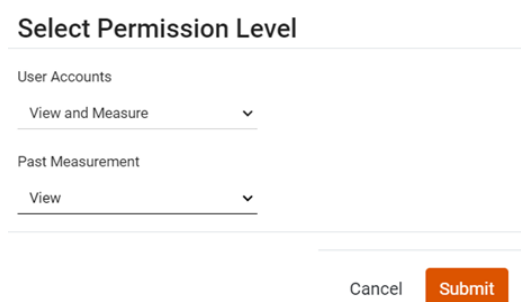 Select Permission Level
User Accounts
View and Measure
Past Measurement
View
Cancel Submit